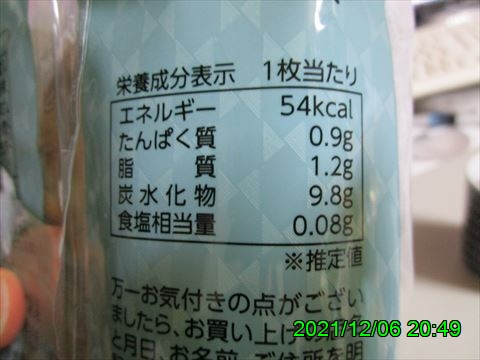 栄養成分表示 1枚当たり
エネルギー 54kcal
たんぱく質 0.9g
脂質 1.2g
炭水化物 9.8g
食塩相当量 0.08g
※推定値
万一お気付きの点がござい
ましたら、お買い上げの
と月日、お名前、ご住所を明
2021/12/06 20:49